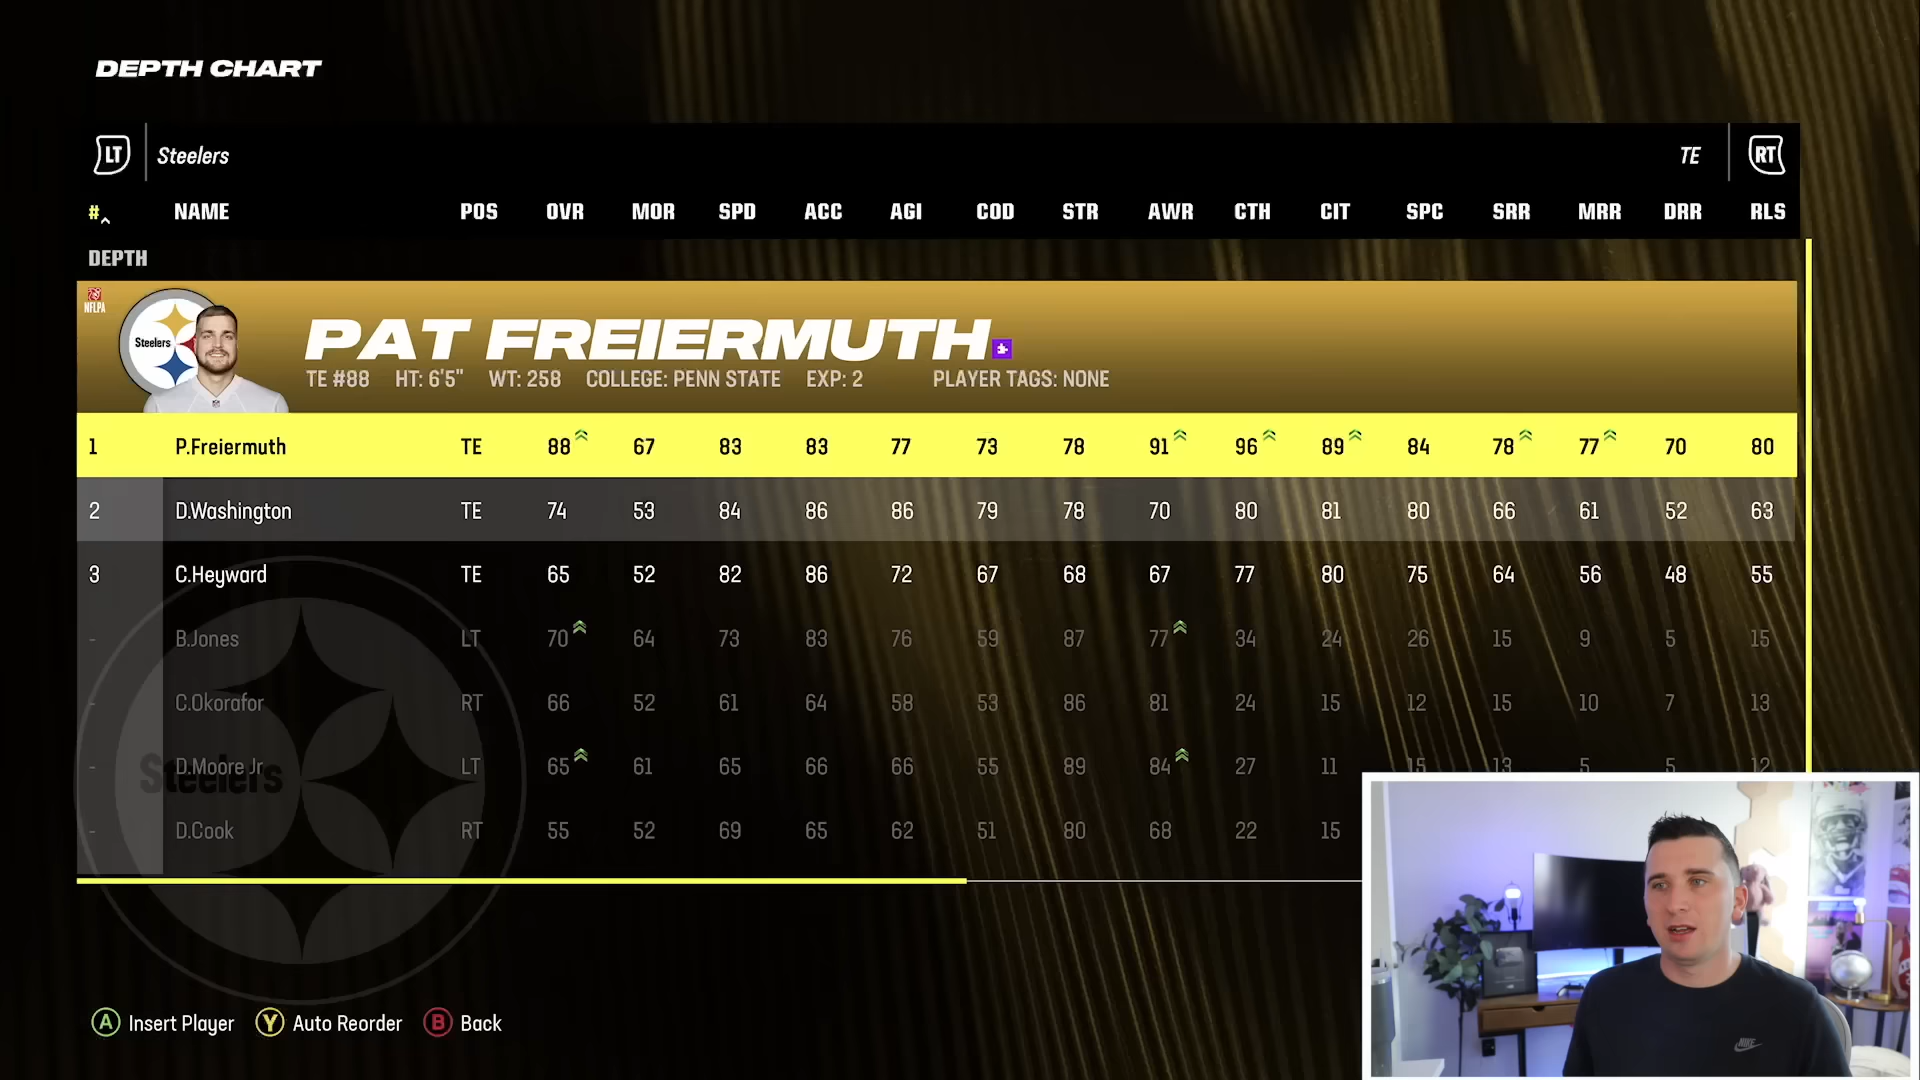 DEPTH CHART
LT Steelers TE RT
# NAME POS OVR MOR SPD ACC AGI COD STR AWR CTH CIT SPC SRR MRR DRR RLS
DEPTH
NFLPA
Steelers
PAT FREIERMUTH
TE #88 HT: 6'5" WT: 258 COLLEGE: PENN STATE EXP: 2 PLAYER TAGS: NONE
1 P.Freiermuth TE 88 67 83 83 77 73 78 91 96 89 84 78 77 70 80
2 D.Washington TE 74 53 84 86 86 79 78 70 80 81 80 66 61 52 63
3 C.Heyward TE 65 52 82 86 72 67 68 67 77 80 75 64 56 48 55
- B.Jones LT 70 64 73 83 76 59 87 77 34 24 26 15 9 5 15
- C.Okorafor RT 66 52 61 64 58 53 86 81 24 15 12 15 10 7 13
- D.Moore Jr LT 65 61 65 66 66 55 89 84 27 11 15 13 5 5 12
Steelers
- D.Cook RT 55 52 69 65 62 51 80 68 22 15
A Insert Player Y Auto Reorder B Back
NIKE